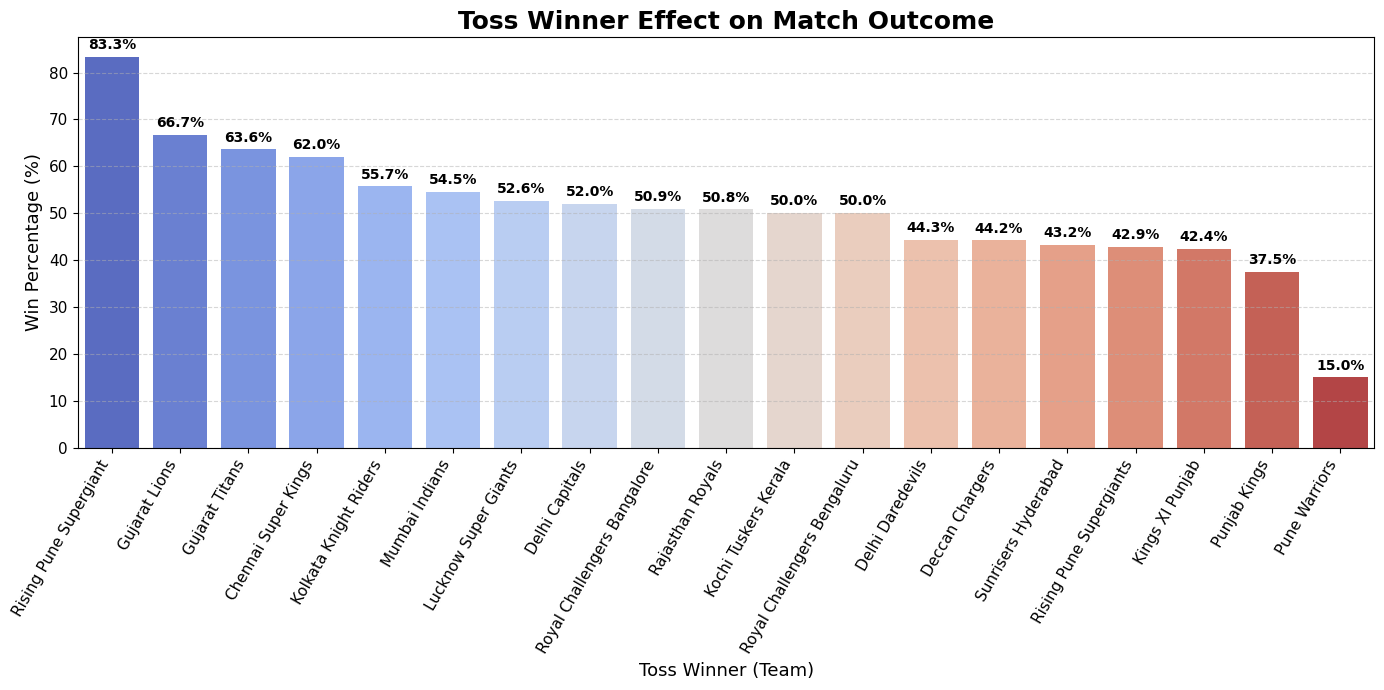 Toss Winner Effect on Match Outcome
Win Percentage (%)
80
70
60
50
40
30
20
10
0
83.3%
66.7%
63.6%
62.0%
55.7%
54.5%
52.6%
52.0%
50.9%
50.8%
50.0%
50.0%
44.3%
44.2%
43.2%
42.9%
42.4%
37.5%
15.0%
Rising Pune Supergiant
Gujarat Lions
Gujarat Titans
Chennai Super Kings
Kolkata Knight Riders
Mumbai Indians
Lucknow Super Giants
Delhi Capitals
Royal Challengers Bangalore
Rajasthan Royals
Kochi Tuskers Kerala
Royal Challengers Bengaluru
Delhi Daredevils
Deccan Chargers
Sunrisers Hyderabad
Rising Pune Supergiants
Kings XI Punjab
Punjab Kings
Pune Warriors
Toss Winner (Team)